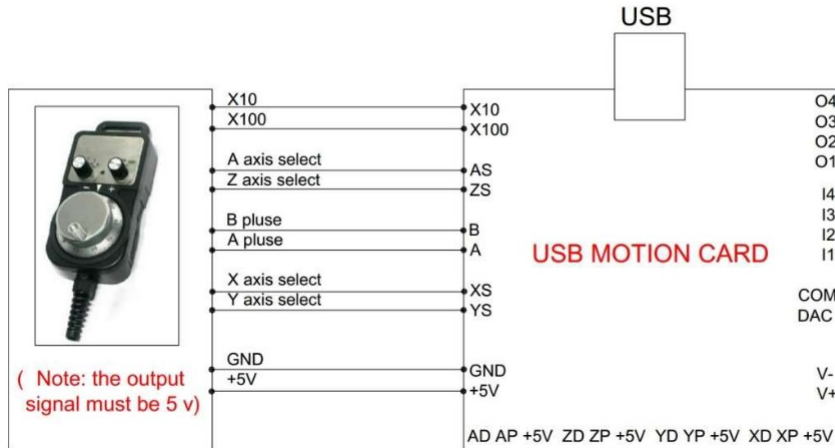 USB
X10
X100
A axis select
Z axis select
B pluse
A pluse
X axis select
Y axis select
GND
+5V
( Note: the output
signal must be 5 v)
X10
X100
AS
ZS
B
A
XS
YS
GND
+5V
USB MOTION CARD
O4
O3
O2
O1
I4
I3
I2
I1
COM
DAC
V-
V+
AD AP +5V ZD ZP +5V YD YP +5V XD XP +5V